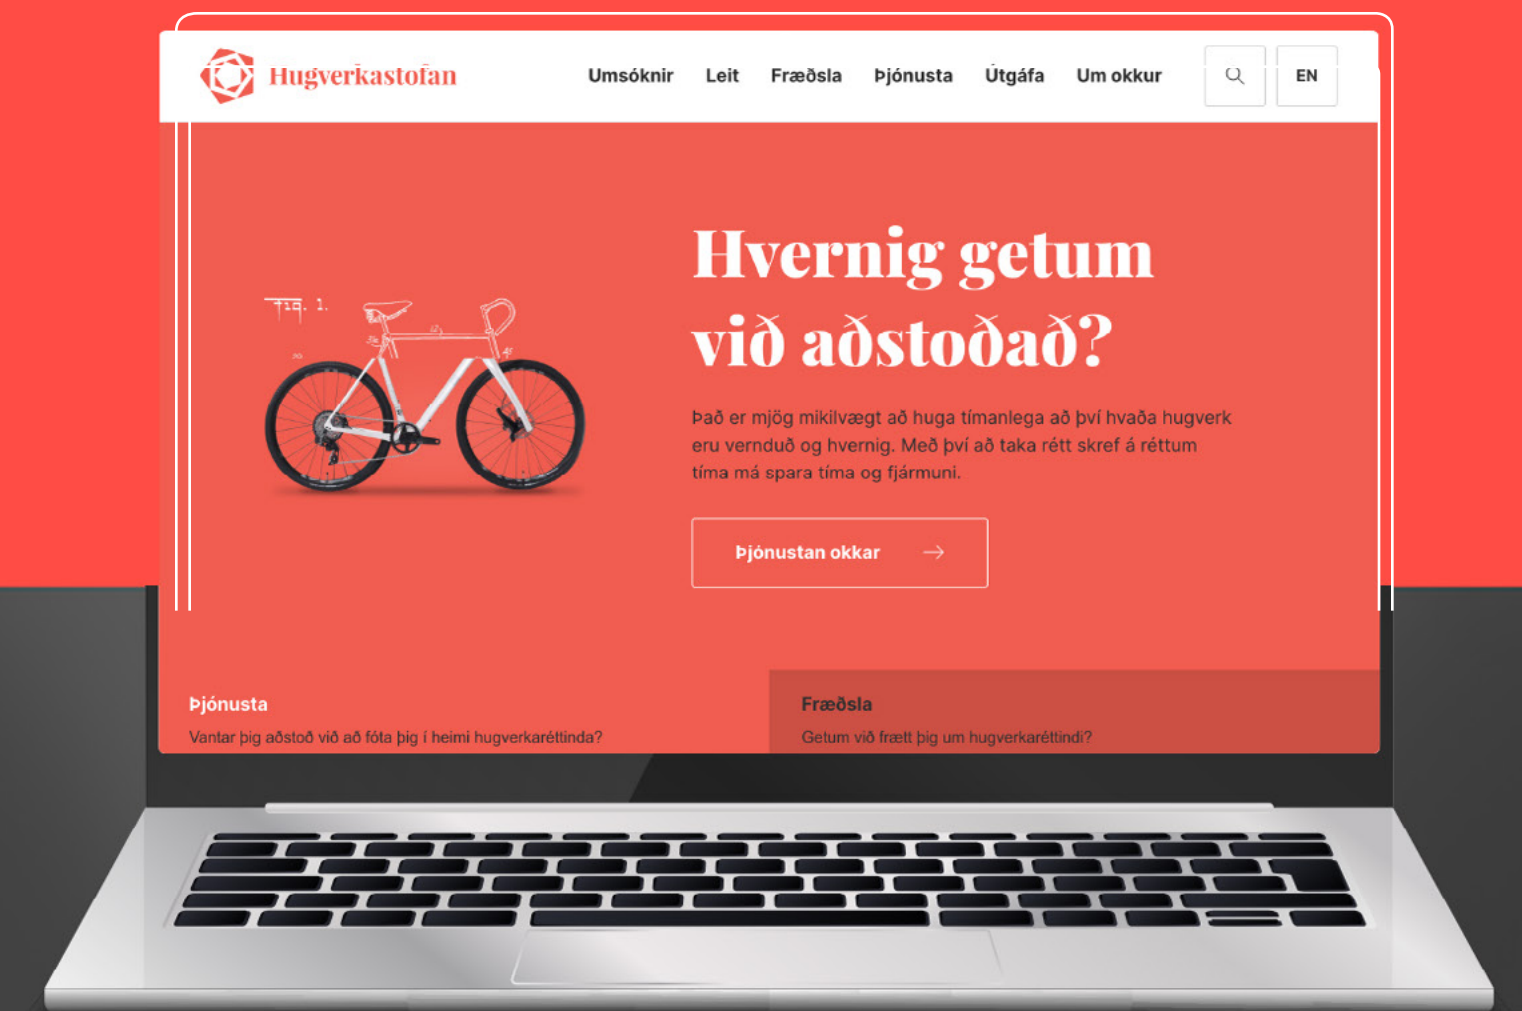 Hugverkastofan
Umsóknir Leit Fræðsla Þjónusta Útgáfa Um okkur EN
Hvernig getum
við aðstoðað?
fig. 1.
Það er mjög mikilvægt að huga tímanlega að því hvaða hugverk
eru vernduð og hvernig. Með því að taka rétt skref á réttum
tíma má spara tíma og fjármuni.
Þjónustan okkar
Þjónusta
Vantar þig aðstoð við að fóta þig í heimi hugverkaréttinda?
Fræðsla
Getum við frætt þig um hugverkaréttindi?